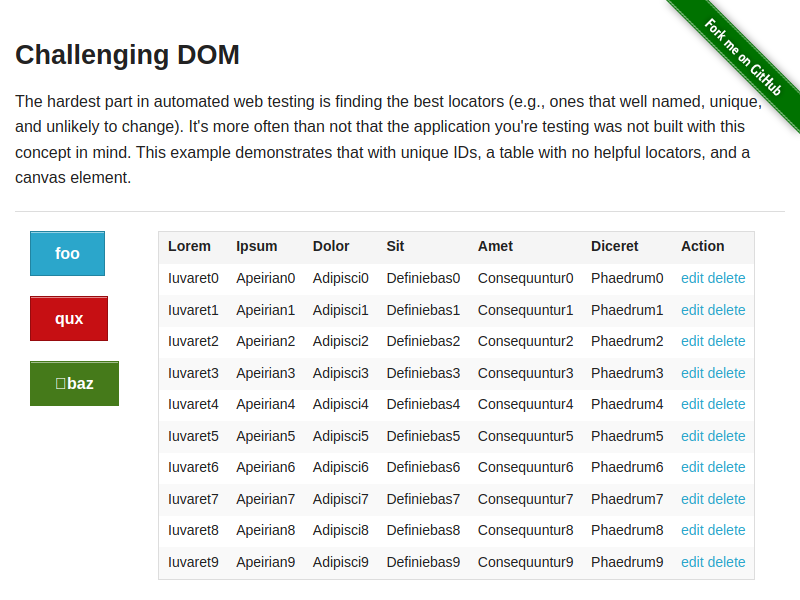 Fork me on GitHub
Challenging DOM
The hardest part in automated web testing is finding the best locators (e.g., ones that well named, unique,
and unlikely to change). It's more often than not that the application you're testing was not built with this
concept in mind. This example demonstrates that with unique IDs, a table with no helpful locators, and a
canvas element.
foo
qux
baz
Lorem Ipsum Dolor Sit Amet Diceret Action
Iuvaret0 Apeirian0 Adipisci0 Definiebas0 Consequuntur0 Phaedrum0 edit delete
Iuvaret1 Apeirian1 Adipisci1 Definiebas1 Consequuntur1 Phaedrum1 edit delete
Iuvaret2 Apeirian2 Adipisci2 Definiebas2 Consequuntur2 Phaedrum2 edit delete
Iuvaret3 Apeirian3 Adipisci3 Definiebas3 Consequuntur3 Phaedrum3 edit delete
Iuvaret4 Apeirian4 Adipisci4 Definiebas4 Consequuntur4 Phaedrum4 edit delete
Iuvaret5 Apeirian5 Adipisci5 Definiebas5 Consequuntur5 Phaedrum5 edit delete
Iuvaret6 Apeirian6 Adipisci6 Definiebas6 Consequuntur6 Phaedrum6 edit delete
Iuvaret7 Apeirian7 Adipisci7 Definiebas7 Consequuntur7 Phaedrum7 edit delete
Iuvaret8 Apeirian8 Adipisci8 Definiebas8 Consequuntur8 Phaedrum8 edit delete
Iuvaret9 Apeirian9 Adipisci9 Definiebas9 Consequuntur9 Phaedrum9 edit delete